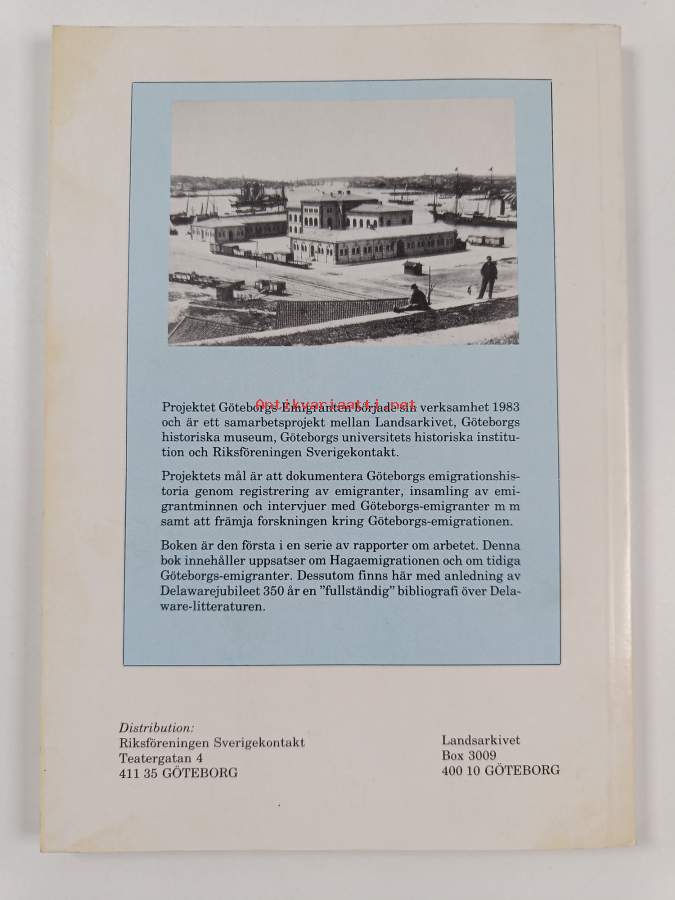 Projektet Göteborgs-Emigranten började sin verksamhet 1983
och är ett samarbetsprojekt mellan Landsarkivet, Göteborgs
historiska museum, Göteborgs universitets historiska institu-
tion och Riksföreningen Sverigekontakt.
Projektets mål är att dokumentera Göteborgs emigrationshis-
toria genom registrering av emigranter, insamling av emi-
grantminnen och intervjuer med Göteborgs-emigranter m m
samt att främja forskningen kring Göteborgs-emigrationen.
Boken är den första i en serie av rapporter om arbetet. Denna
bok innehåller uppsatser om Hagaemigrationen och om tidiga
Göteborgs-emigranter. Dessutom finns här med anledning av
Delawarejubileet 350 år en ”fullständig” bibliografi över Dela-
ware-litteraturen.
Distribution:
Riksföreningen Sverigekontakt
Teatergatan 4
411 35 GÖTEBORG
Landsarkivet
Box 3009
400 10 GÖTEBORG
Antikvariaatti.net